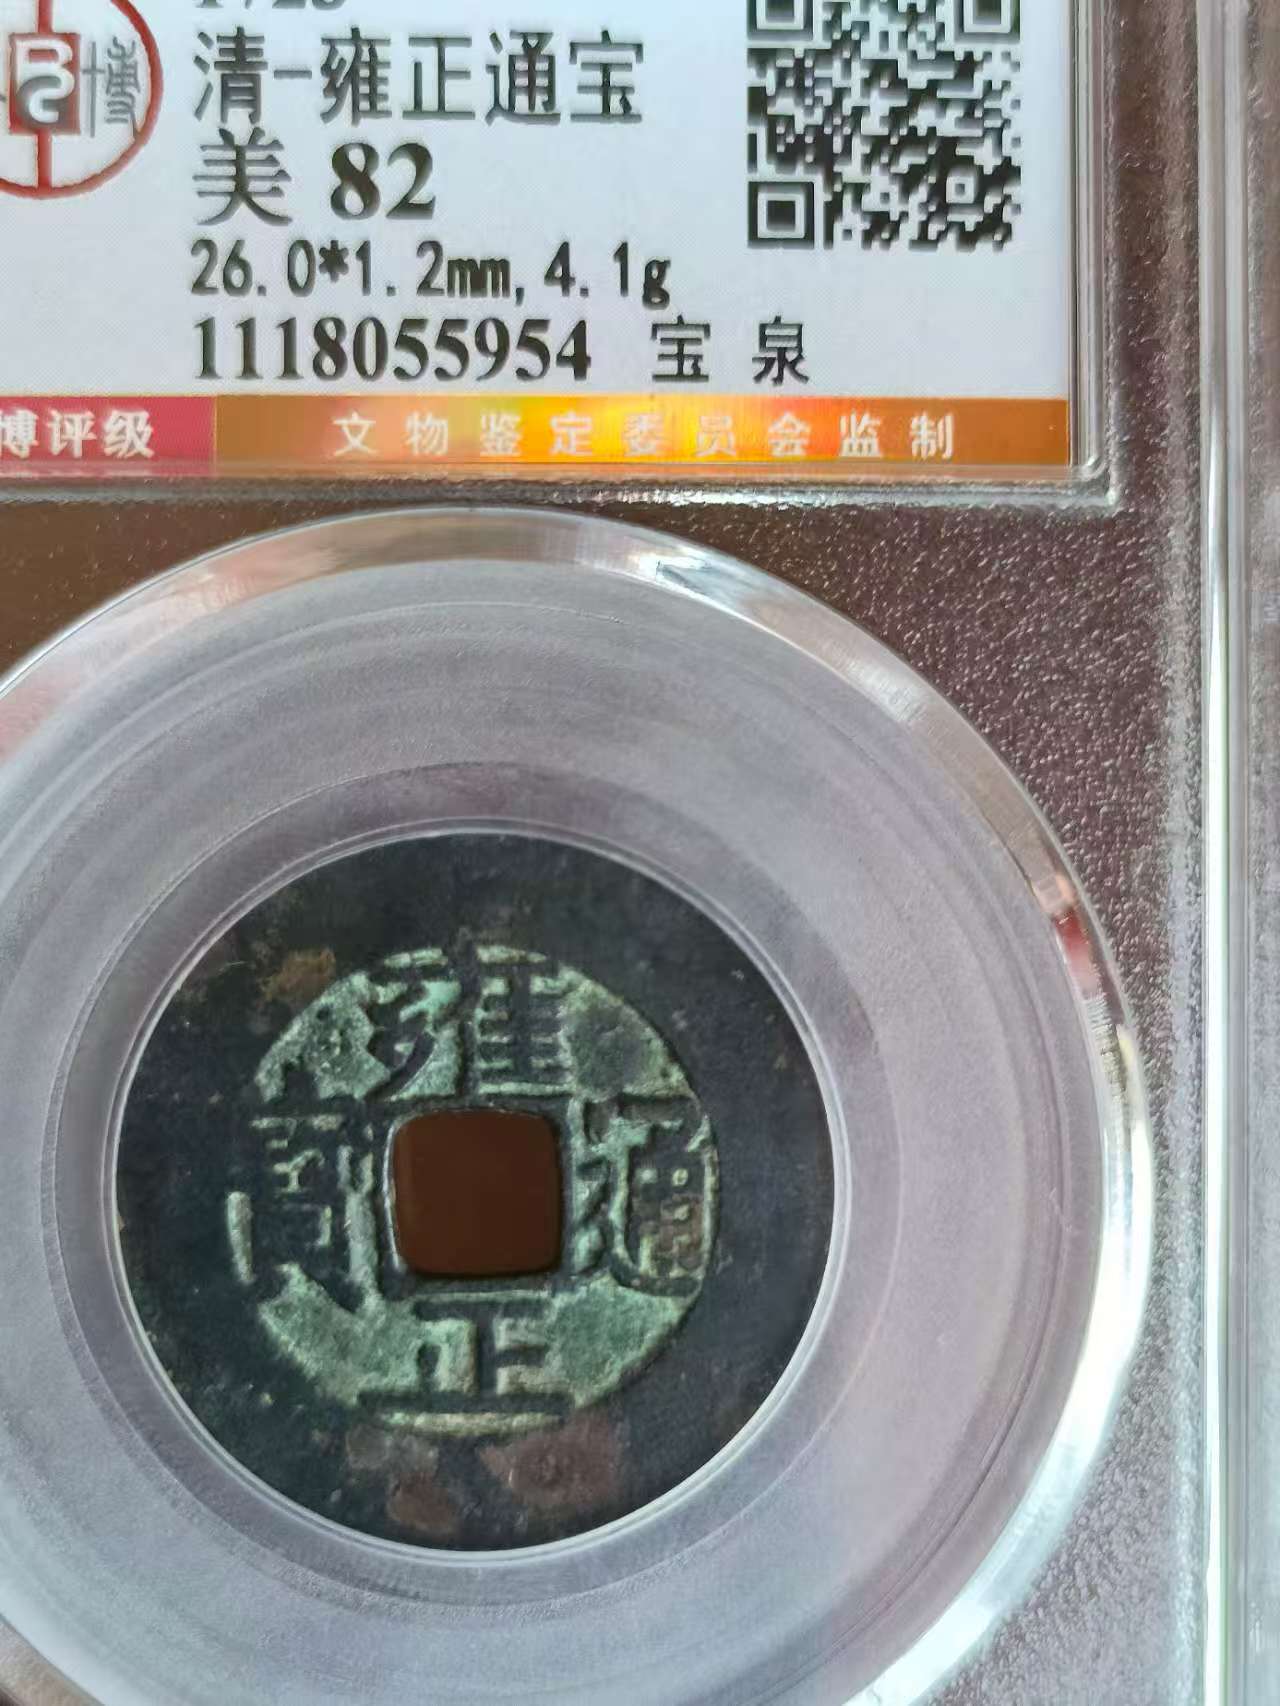 博
清-雍正通宝
美 82
26.0*1.2mm,4.1g
1118055954 宝 泉
博评级 文物鉴定委员会监制
雍
寶 通
正